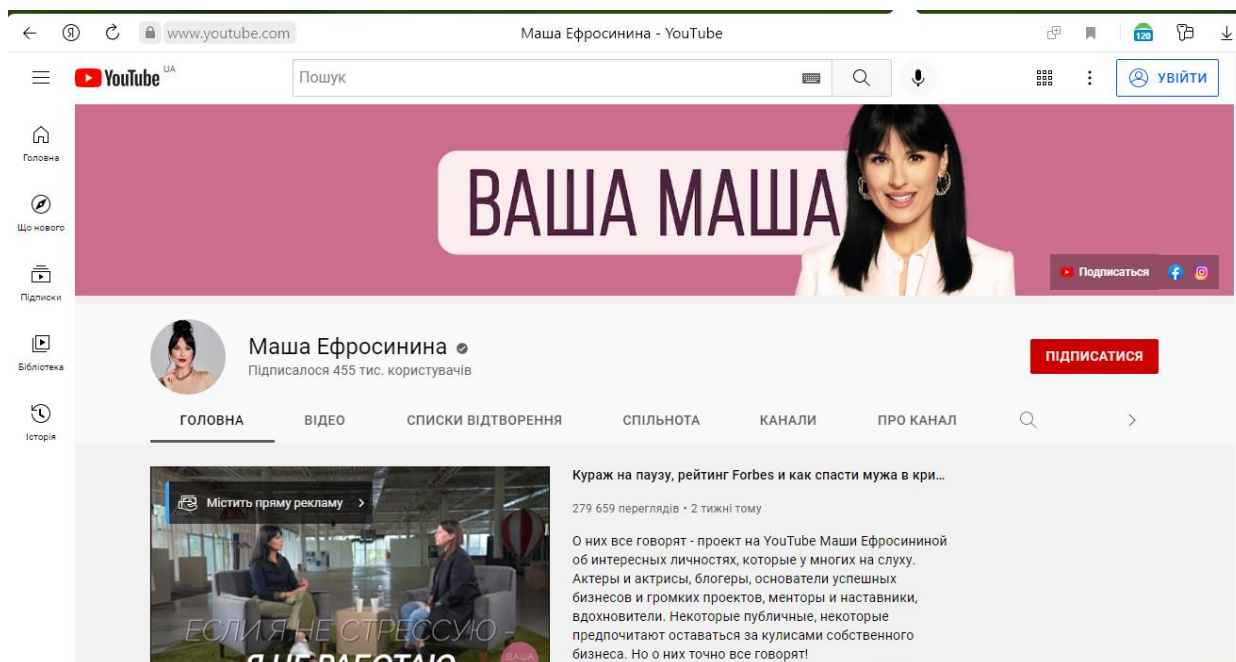 www.youtube.com
Маша Ефросинина - YouTube
120
YouTube UA
Пошук
УВІЙТИ
Головна
Що нового
Підписки
Бібліотека
Історія
ВАША МАША
Подписаться
Маша Ефросинина
Підписалося 455 тис. користувачів
ПІДПИСАТИСЯ
ГОЛОВНА ВІДЕО СПИСКИ ВІДТВОРЕННЯ СПІЛЬНОТА КАНАЛИ ПРО КАНАЛ
Містить пряму рекламу
ЕСЛИ Я НЕ СТРЕССУЮ -
Я НЕ РАБОТАЮ
ВАША
Кураж на паузу, рейтинг Forbes и как спасти мужа в кри...
279 659 переглядів • 2 тижні тому
О них все говорят - проект на YouTube Маши Ефросининой
об интересных личностях, которые у многих на слуху.
Актеры и актрисы, блогеры, основатели успешных
бизнесов и громких проектов, менторы и наставники,
вдохновители. Некоторые публичные, некоторые
предпочитают оставаться за кулисами собственного
бизнеса. Но о них точно все говорят!